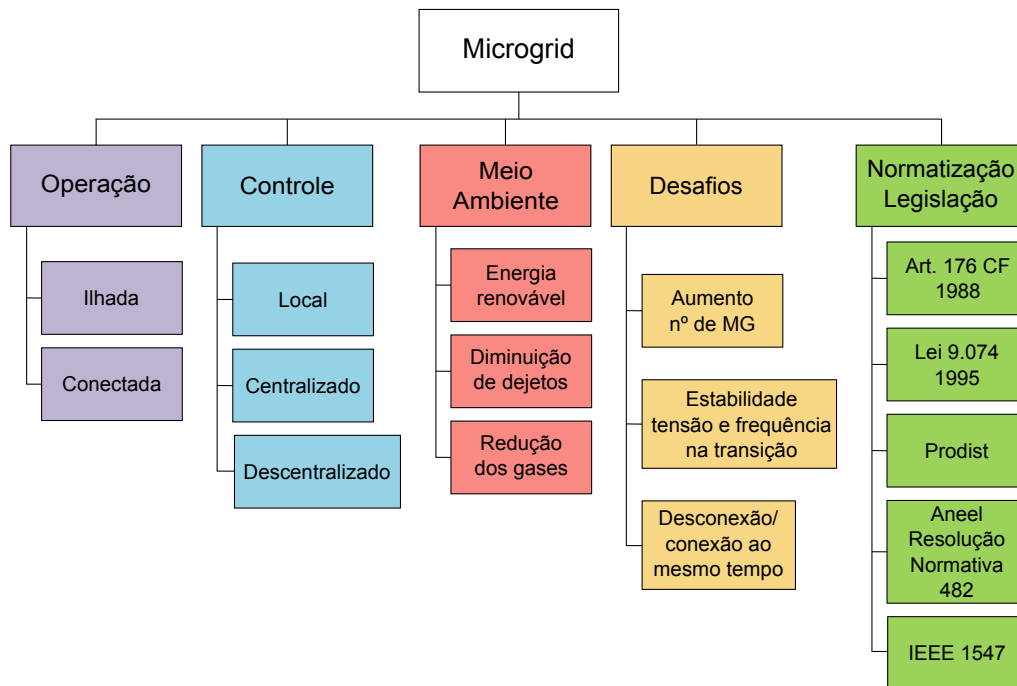 Microgrid
Operação
Ilhada
Conectada
Controle
Local
Centralizado
Descentralizado
Meio
Ambiente
Energia
renovável
Diminuição
de dejetos
Redução
dos gases
Desafios
Aumento
nº de MG
Estabilidade
tensão e frequência
na transição
Desconexão/
conexão ao
mesmo tempo
Normatização
Legislação
Art. 176 CF
1988
Lei 9.074
1995
Prodist
Aneel
Resolução
Normativa
482
IEEE 1547